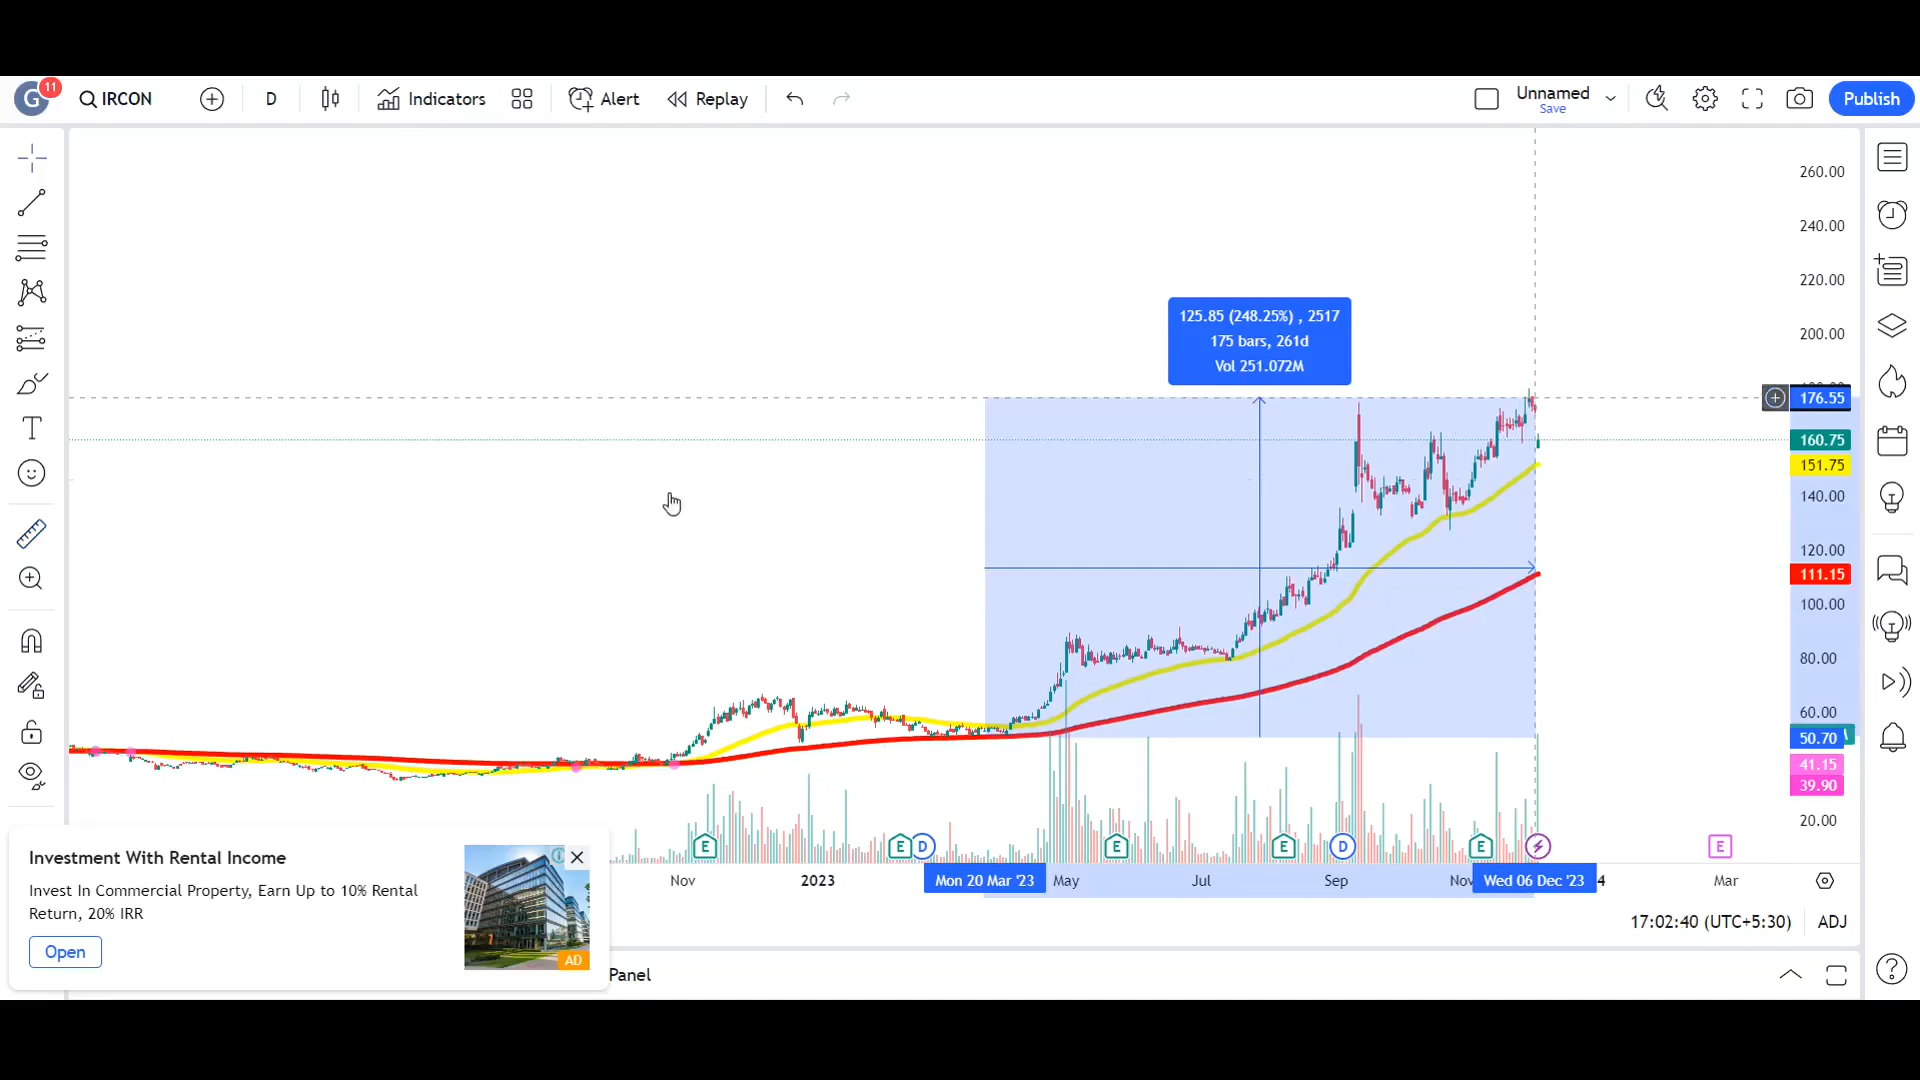 G
11
IRCON
D
Indicators
Alert
Replay
Unnamed
Save
Publish
260.00
240.00
220.00
200.00
125.85 (248.25%) , 2517
175 bars, 261d
Vol 251.072M
176.55
160.75
151.75
140.00
120.00
111.15
100.00
80.00
60.00
50.70
41.15
39.90
20.00
E
E
D
E
E
D
E
E
Nov
2023
Mon 20 Mar '23
May
Jul
Sep
Nov
Wed 06 Dec '23
4
Mar
17:02:40 (UTC+5:30)
ADJ
Investment With Rental Income
Invest In Commercial Property, Earn Up to 10% Rental
Return, 20% IRR
Open
AD
Panel